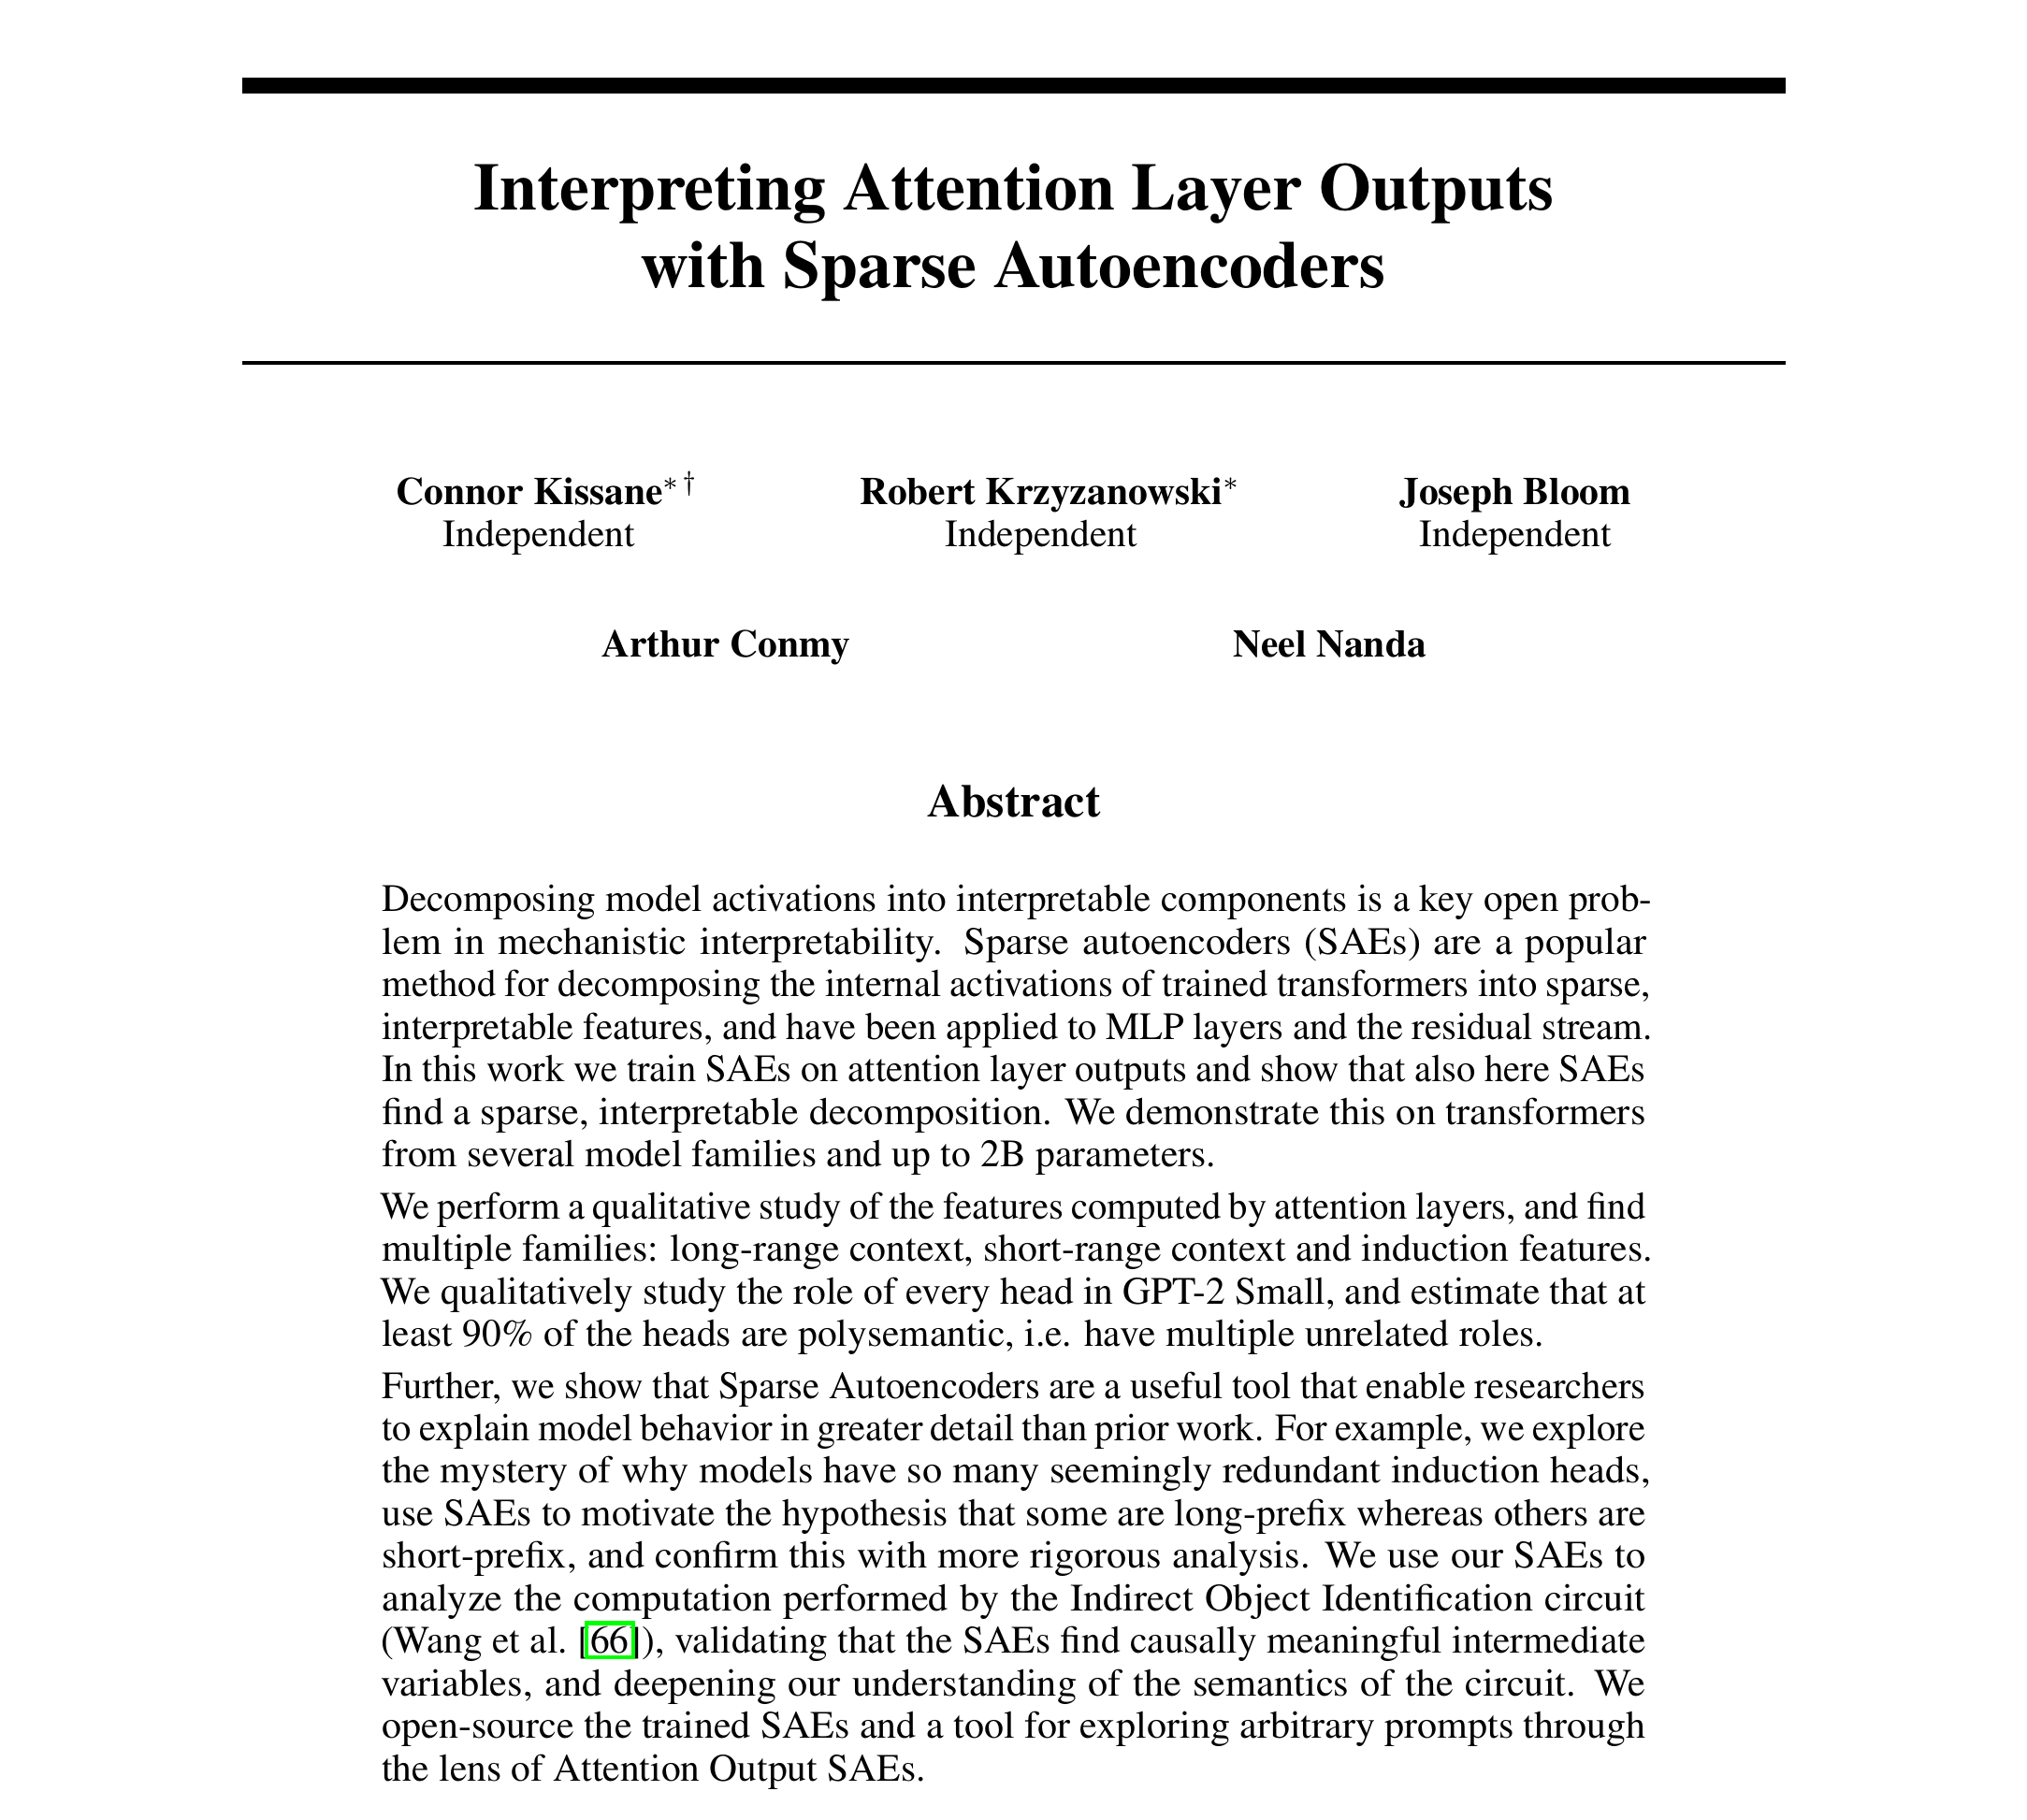 Interpreting Attention Layer Outputs
with Sparse Autoencoders
Connor Kissane∗ † Robert Krzyzanowski∗ Joseph Bloom
Independent Independent Independent
Arthur Conmy Neel Nanda
Abstract
Decomposing model activations into interpretable components is a key open prob-
lem in mechanistic interpretability. Sparse autoencoders (SAEs) are a popular
method for decomposing the internal activations of trained transformers into sparse,
interpretable features, and have been applied to MLP layers and the residual stream.
In this work we train SAEs on attention layer outputs and show that also here SAEs
find a sparse, interpretable decomposition. We demonstrate this on transformers
from several model families and up to 2B parameters.
We perform a qualitative study of the features computed by attention layers, and find
multiple families: long-range context, short-range context and induction features.
We qualitatively study the role of every head in GPT-2 Small, and estimate that at
least 90% of the heads are polysemantic, i.e. have multiple unrelated roles.
Further, we show that Sparse Autoencoders are a useful tool that enable researchers
to explain model behavior in greater detail than prior work. For example, we explore
the mystery of why models have so many seemingly redundant induction heads,
use SAEs to motivate the hypothesis that some are long-prefix whereas others are
short-prefix, and confirm this with more rigorous analysis. We use our SAEs to
analyze the computation performed by the Indirect Object Identification circuit
(Wang et al. [66]), validating that the SAEs find causally meaningful intermediate
variables, and deepening our understanding of the semantics of the circuit. We
open-source the trained SAEs and a tool for exploring arbitrary prompts through
the lens of Attention Output SAEs.